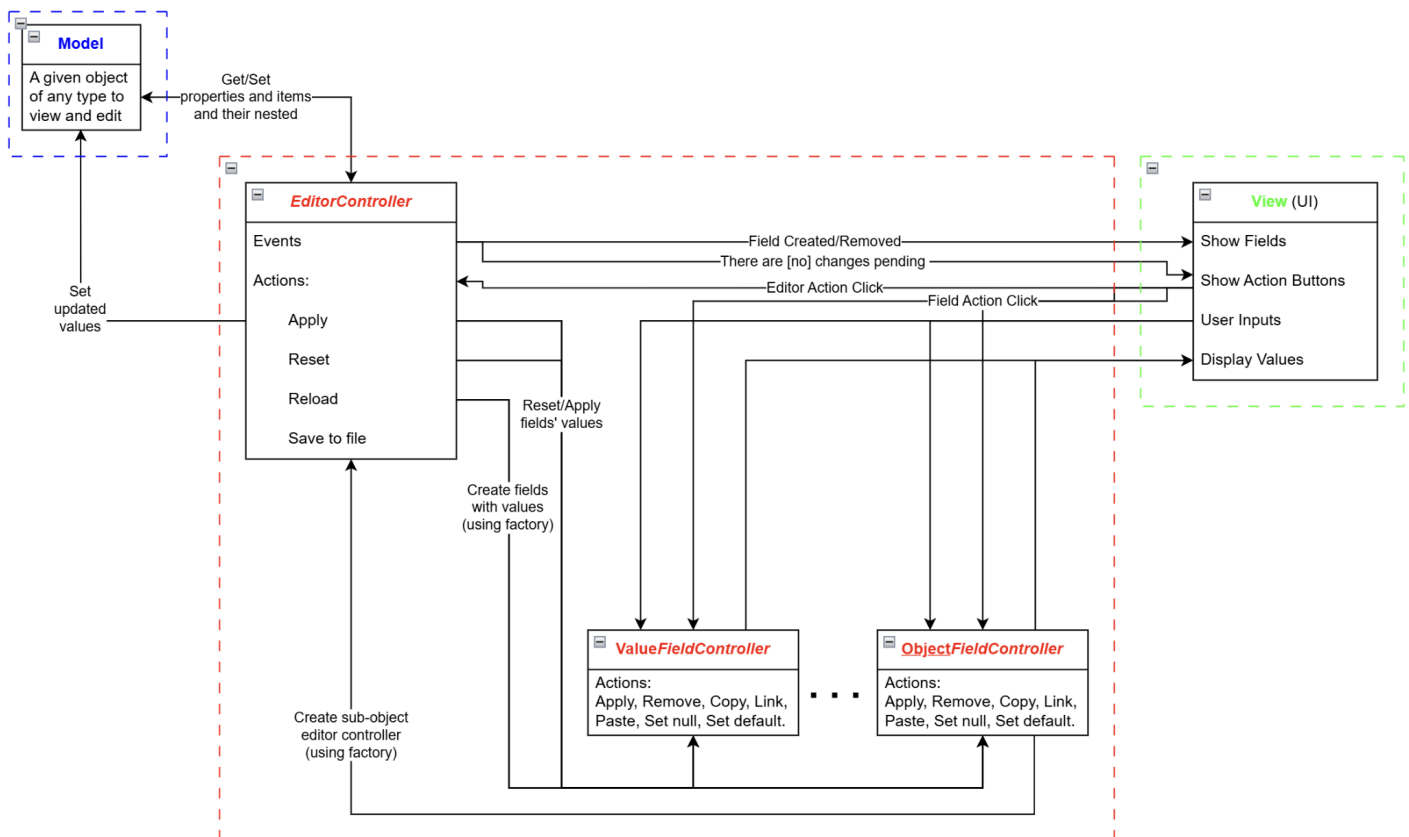 Model
A given object
of any type to
view and edit
Get/Set
properties and items
and their nested
Set
updated
values
EditorController
Events
Actions:
Apply
Reset
Reload
Save to file
Field Created/Removed
There are [no] changes pending
Editor Action Click
Field Action Click
View (UI)
Show Fields
Show Action Buttons
User Inputs
Display Values
Reset/Apply
fields' values
Create fields
with values
(using factory)
Create sub-object
editor controller
(using factory)
ValueFieldController
Actions:
Apply, Remove, Copy, Link,
Paste, Set null, Set default.
. . .
ObjectFieldController
Actions:
Apply, Remove, Copy, Link,
Paste, Set null, Set default.